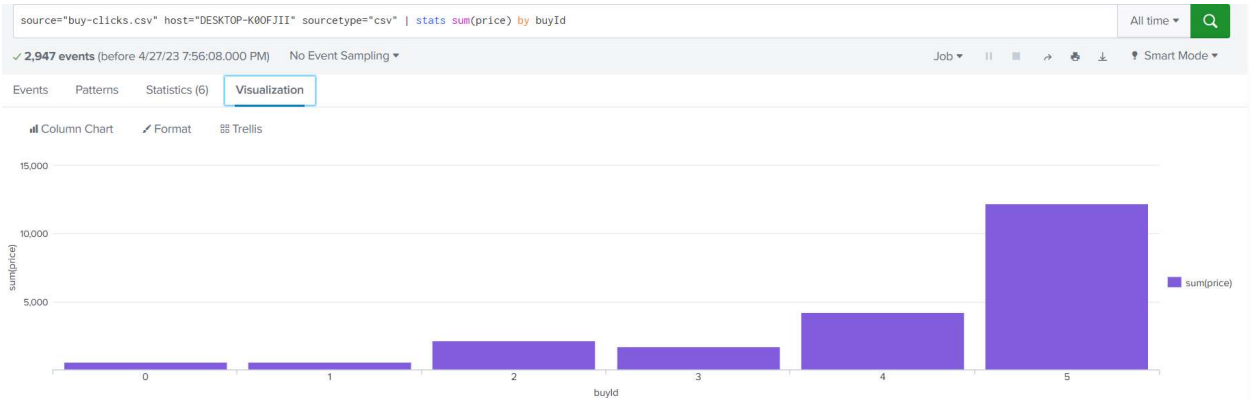 source="buy-clicks.csv" host="DESKTOP-K0OFJII" sourcetype="csv" | stats sum(price) by buyId
All time
2,947 events (before 4/27/23 7:56:08.000 PM) No Event Sampling
Job
Smart Mode
Events Patterns Statistics (6) Visualization
Column Chart Format Trellis
15,000
10,000
5,000
sum(price)
sum(price)
0 1 2 3 4 5
buyId